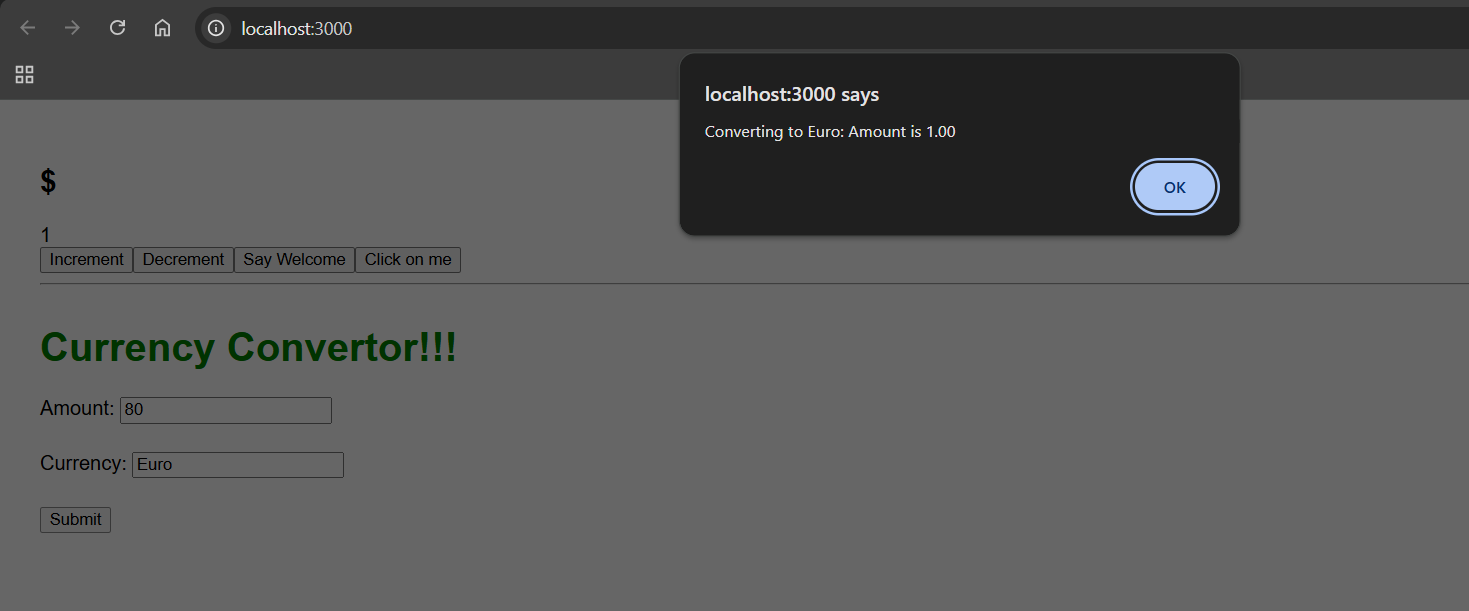 localhost:3000
localhost:3000 says
Converting to Euro: Amount is 1.00
OK
$
1
Increment Decrement Say Welcome Click on me
Currency Convertor!!!
Amount: 80
Currency: Euro
Submit